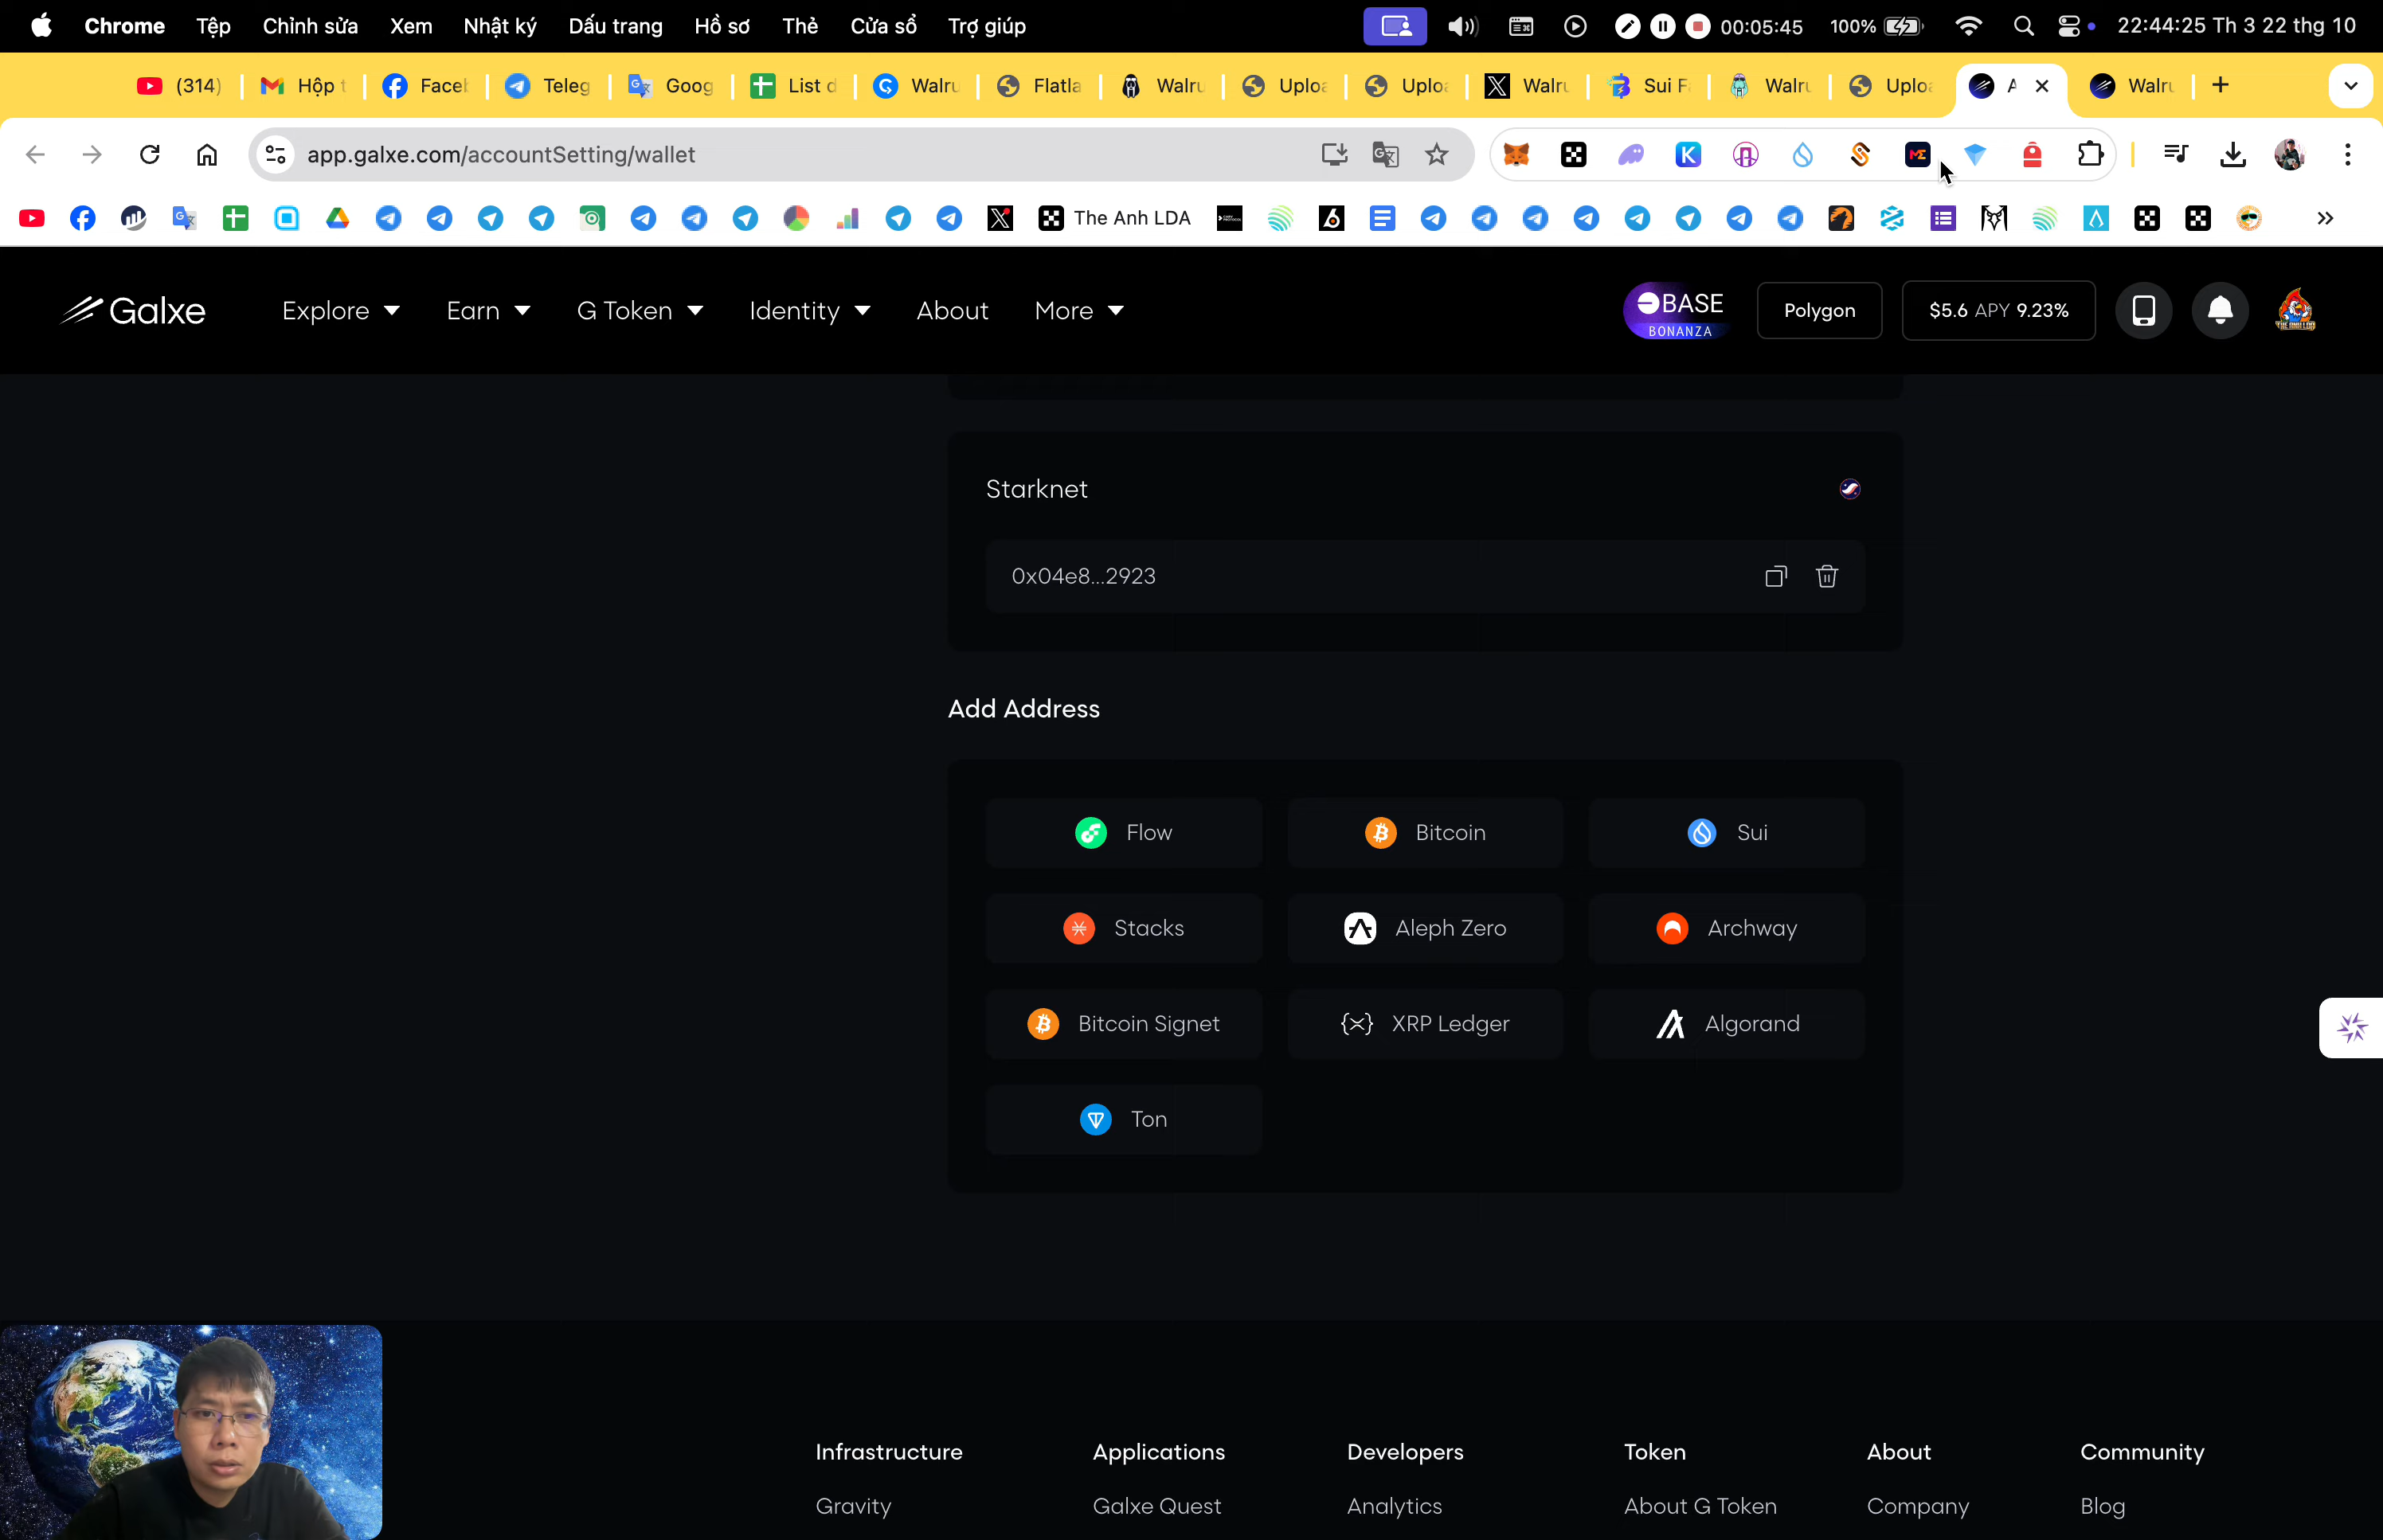 Chrome Tệp Chỉnh sửa Xem Nhật ký Dấu trang Hồ sơ Thẻ Cửa sổ Trợ giúp 00:05:45 100% 22:44:25 Th 3 22 thg 10
(314) Hộp t Faceb Teleg Goog List d Walru Flatla Walru Uploa Uploa Walru Sui F Walru Uploa A Walru
app.galxe.com/accountSetting/wallet
The Anh LDA
Galxe Explore Earn G Token Identity About More BASE BONANZA Polygon $5.6 APY 9.23%
Starknet
0x04e8...2923
Add Address
Flow Bitcoin Sui
Stacks Aleph Zero Archway
Bitcoin Signet XRP Ledger Algorand
Ton
Infrastructure Applications Developers Token About Community
Gravity Galxe Quest Analytics About G Token Company Blog